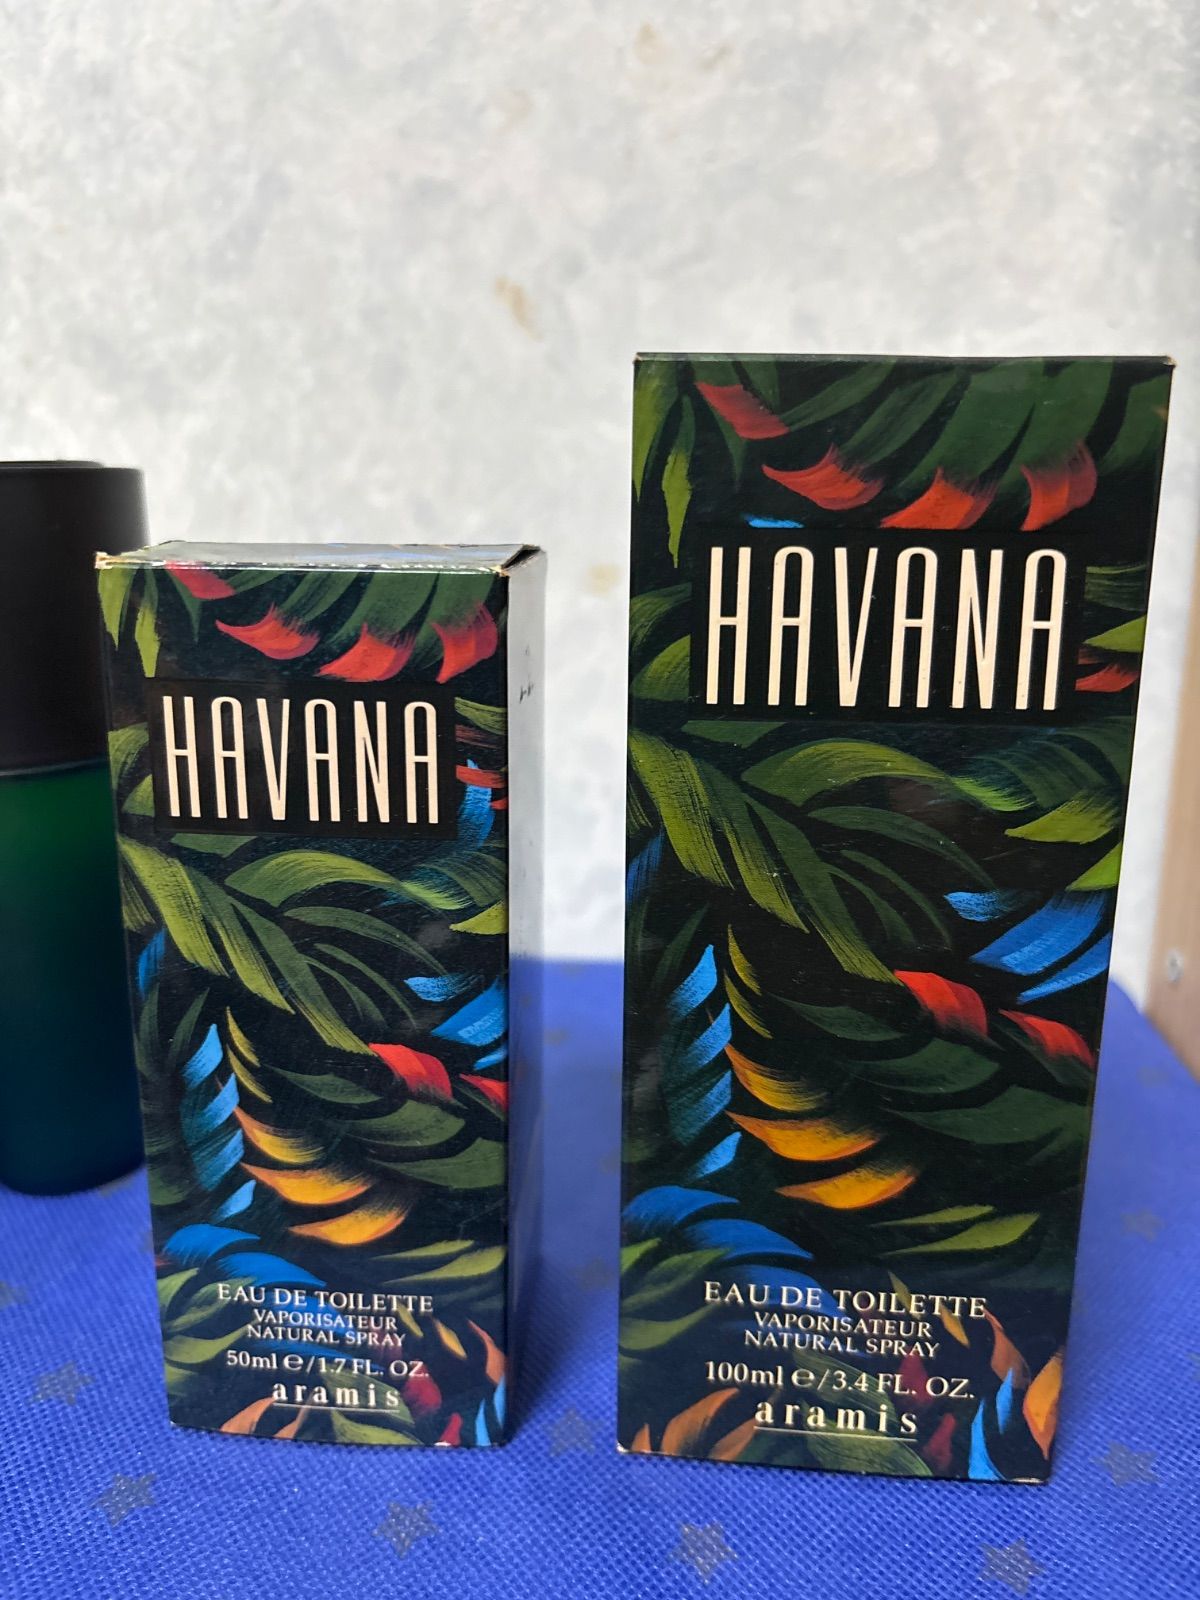 HAVANA
EAU DE TOILETTE
VAPORISATEUR
NATURAL SPRAY
50ml ℮/1.7 FL. OZ.
aramis
HAVANA
EAU DE TOILETTE
VAPORISATEUR
NATURAL SPRAY
100ml ℮/3.4 FL. OZ.
aramis